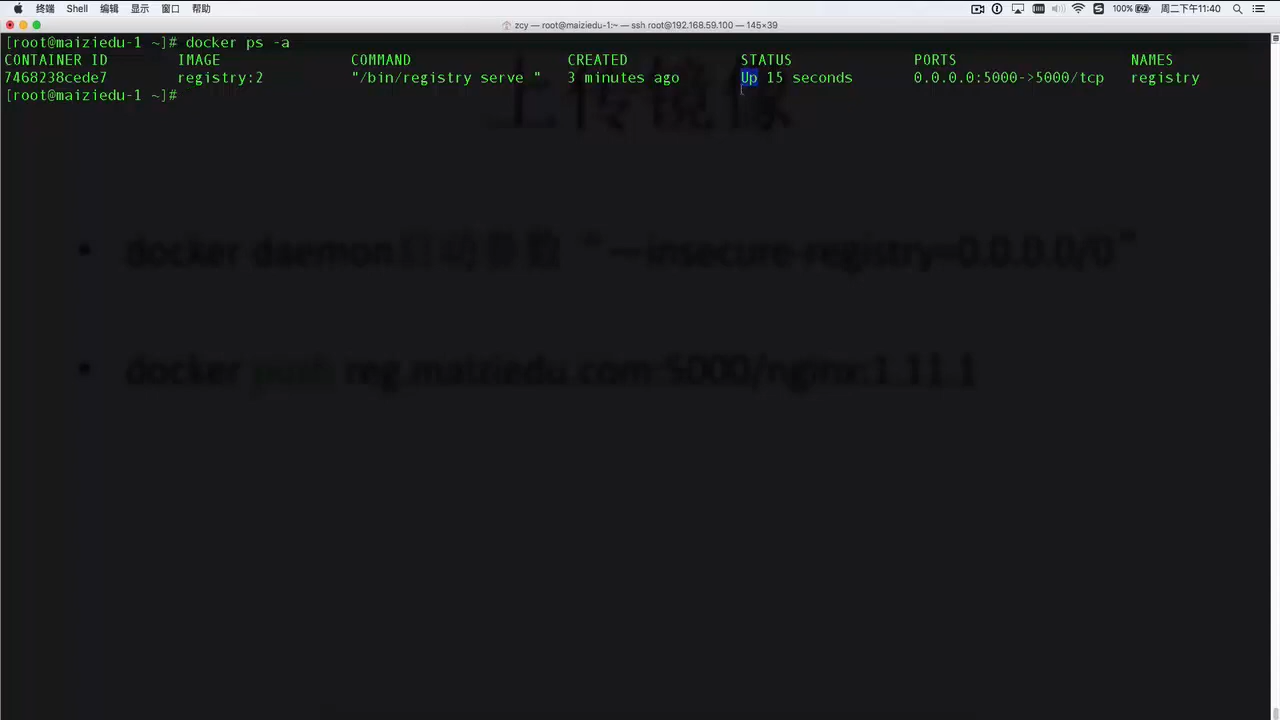 终端 Shell 编辑 显示 窗口 帮助 100% 周二下午11:40
zcy — root@maiziedu-1:~ — ssh root@192.168.59.100 — 145×39
[root@maiziedu-1 ~]# docker ps -a
CONTAINER ID IMAGE COMMAND CREATED STATUS PORTS NAMES
7468238cede7 registry:2 "/bin/registry serve " 3 minutes ago Up 15 seconds 0.0.0.0:5000->5000/tcp registry
[root@maiziedu-1 ~]#
上传镜像
• docker daemon启动参数“—insecure-registry=0.0.0.0/0”
• docker push reg.maiziedu.com:5000/nginx:1.11.1